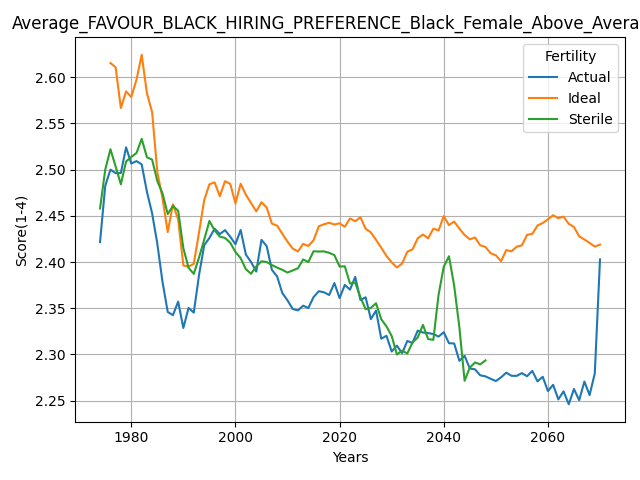 Average_FAVOUR_BLACK_HIRING_PREFERENCE_Black_Female_Above_Avera
Fertility
Actual
Ideal
Sterile
2.60
2.55
2.50
2.45
2.40
2.35
2.30
2.25
Score(1-4)
1980 2000 2020 2040 2060
Years